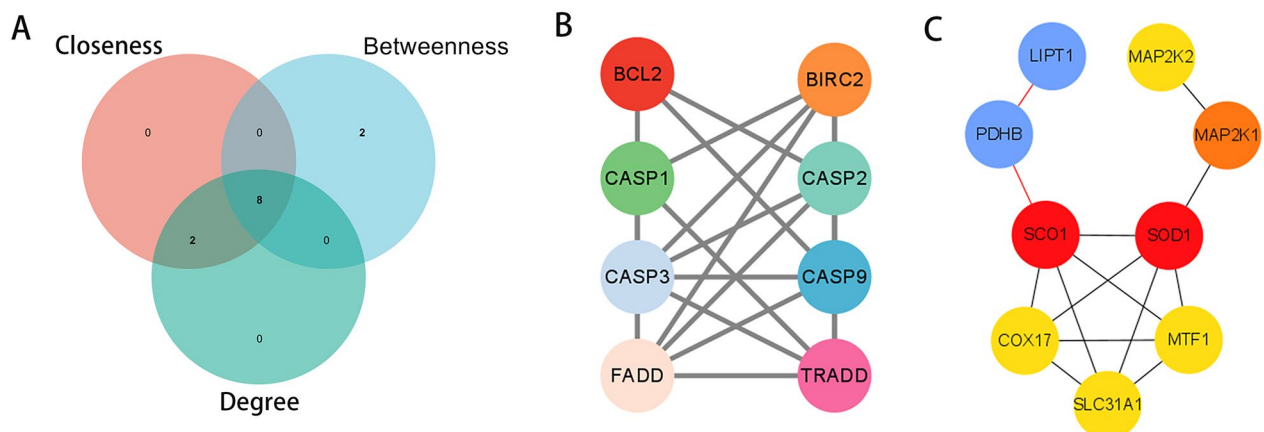 A
Closeness
Betweenness
0
0
2
8
2
0
0
Degree
B
BCL2
BIRC2
CASP1
CASP2
CASP3
CASP9
FADD
TRADD
C
LIPT1
MAP2K2
PDHB
MAP2K1
SCO1
SOD1
COX17
MTF1
SLC31A1